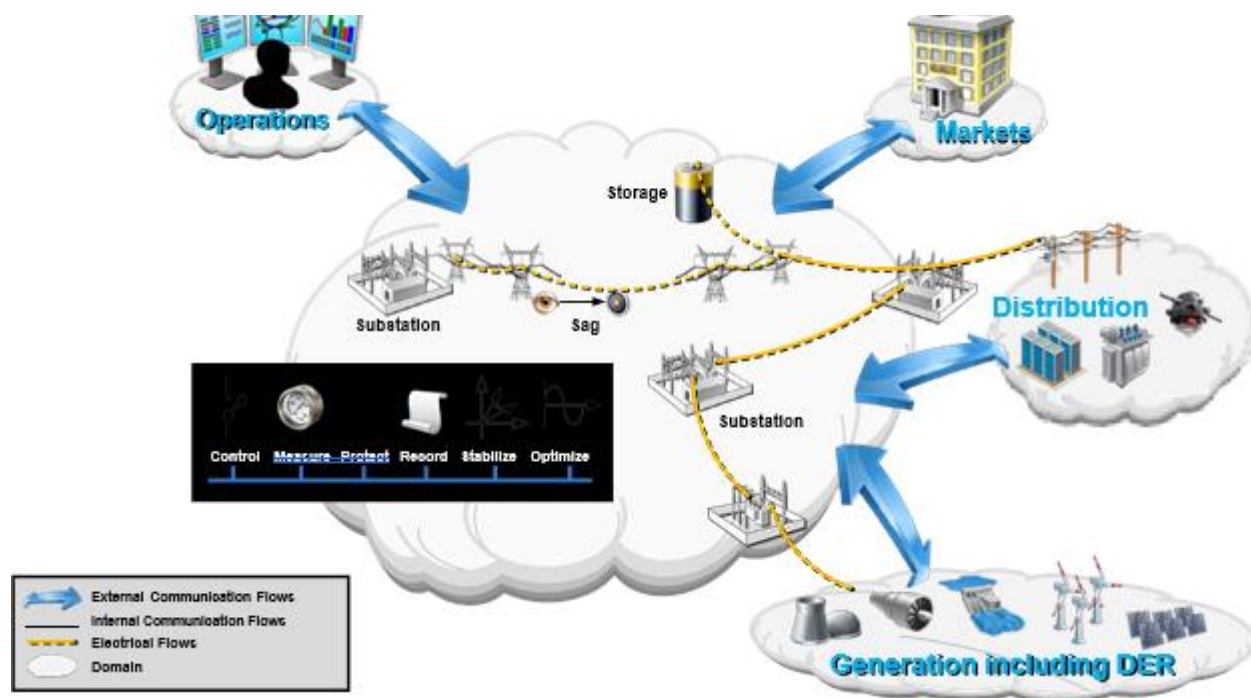 Operations
Markets
Storage
Substation
Sag
Distribution
Substation
Control Measure Protect Record Stabilize Optimize
External Communication Flows
Internal Communication Flows
Electrical Flows
Domain
Generation including DER